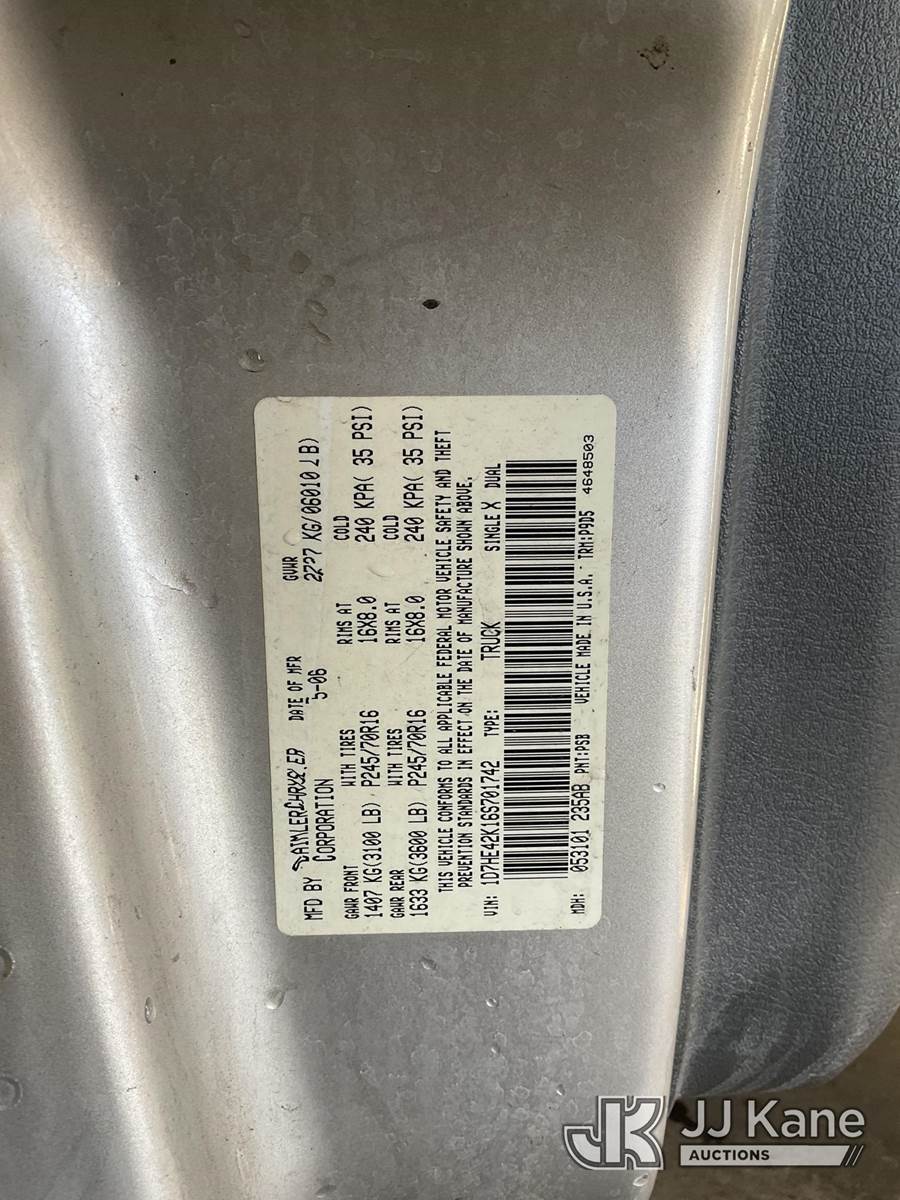 MFD BY DAIMLERCHRYSLER CORPORATION DATE OF MFR 5-06 GVWR 2727 KG/06010 LB)
GAWR FRONT WITH TIRES RIMS AT COLD
1407 KG(3100 LB) P245/70R16 16X8.0 240 KPA( 35 PSI)
GAWR REAR WITH TIRES RIMS AT COLD
1633 KG(3600 LB) P245/70R16 16X8.0 240 KPA( 35 PSI)
THIS VEHICLE CONFORMS TO ALL APPLICABLE FEDERAL MOTOR VEHICLE SAFETY AND THEFT
PREVENTION STANDARDS IN EFFECT ON THE DATE OF MANUFACTURE SHOWN ABOVE.
VIN: 1D7HE42K16S701742 TYPE: TRUCK SINGLE X DUAL
MDH: 053101 235AB PNT:PSB VEHICLE MADE IN U.S.A. TRM:P9D5 4648503
JK JJ Kane
AUCTIONS